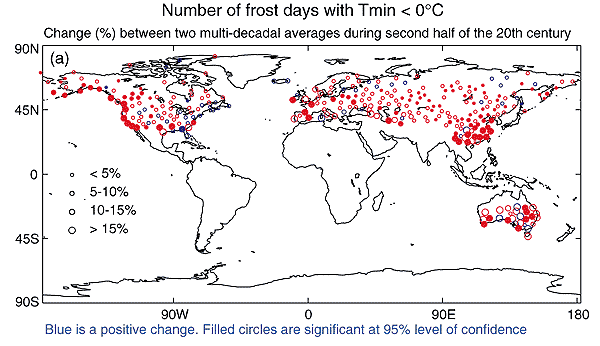 Number of frost days with Tmin < 0°C
Change (%) between two multi-decadal averages during second half of the 20th century
90N
(a)
45N
0
< 5%
5-10%
10-15%
> 15%
45S
90S
90W
0
90E
180
Blue is a positive change. Filled circles are significant at 95% level of confidence